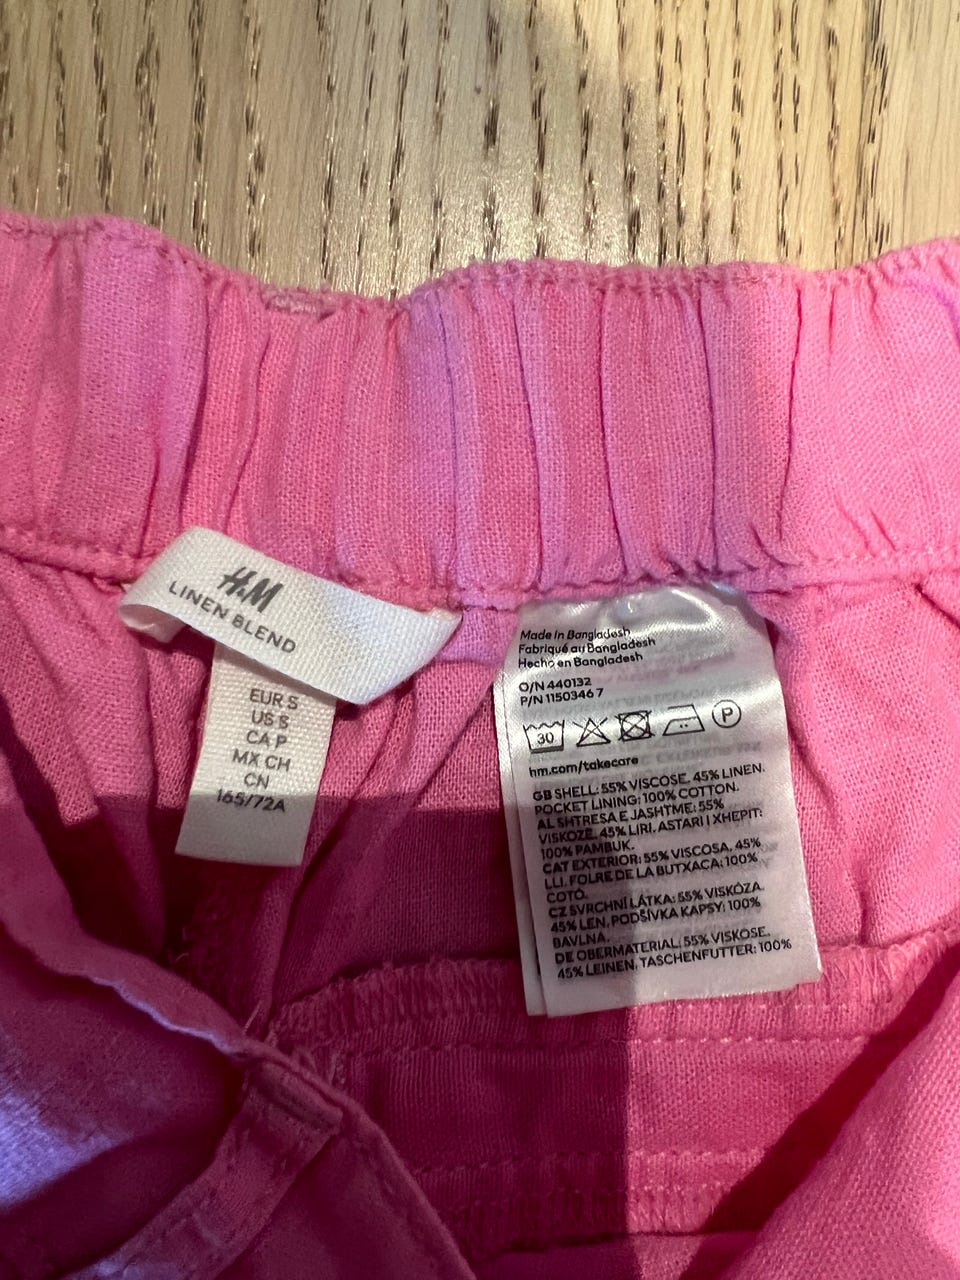 H&M
LINEN BLEND
EUR S
US S
CA P
MX CH
CN
165/72A
Made in Bangladesh
Fabriqué au Bangladesh
Hecho en Bangladesh
O/N 440132
P/N 1150346 7
30
P
hm.com/takecare
GB SHELL: 55% VISCOSE. 45% LINEN.
POCKET LINING: 100% COTTON.
AL SHTRESA E JASHTME: 55%
VISKOZË, 45% LIRI, ASTARI I XHEPIT:
100% PAMBUK.
CAT EXTERIOR: 55% VISCOSA, 45%
LLI, FOLRE DE LA BUTXACA: 100%
COTÓ.
CZ SVRCHNÍ LÁTKA: 55% VISKÓZA,
45% LEN, PODŠÍVKA KAPSY: 100%
BAVLNA.
DE OBERMATERIAL: 55% VISKOSE,
45% LEINEN, TASCHENFUTTER: 100%